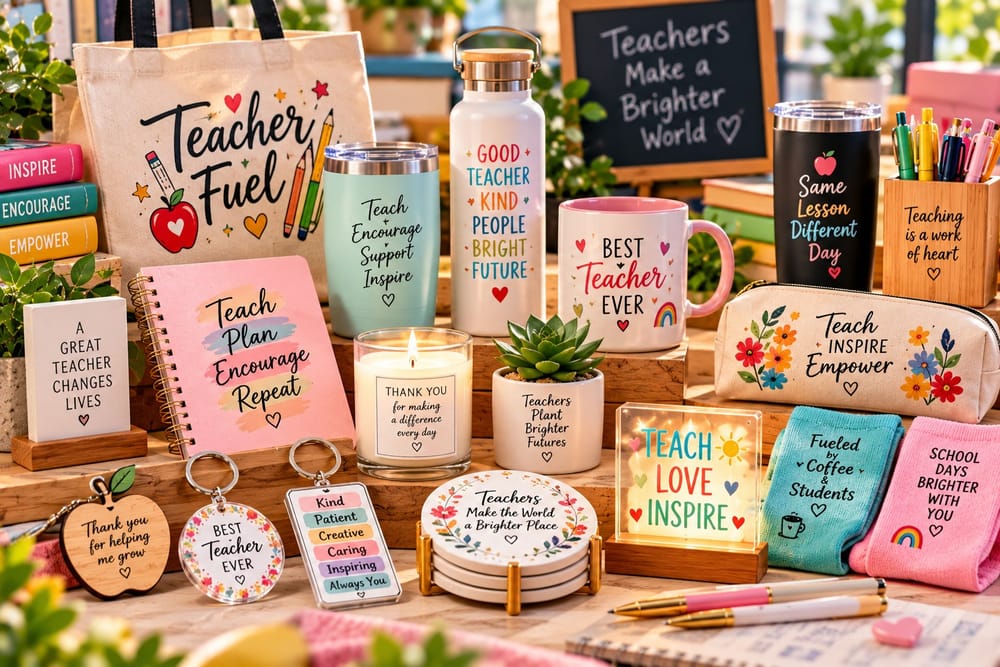 Teacher
Fuel
Teachers
Make a
Brighter
World
INSPIRE
ENCOURAGE
EMPOWER
Teach
Encourage
Support
Inspire
GOOD
TEACHER
KIND
PEOPLE
BRIGHT
FUTURE
BEST
Teacher
EVER
Same
Lesson
Different
Day
Teaching
is a work
of heart
A
GREAT
TEACHER
CHANGES
LIVES
Teach
Plan
Encourage
Repeat
THANK YOU
for making
a difference
every day
Teachers
Plant
Brighter
Futures
Teach
INSPIRE
Empower
TEACH
LOVE
INSPIRE
Fueled
by
Coffee
&
Students
SCHOOL
DAYS
BRIGHTER
WITH
YOU
Thank you
for helping
me grow
BEST
Teacher
EVER
Kind
Patient
Creative
Caring
Inspiring
Always You
Teachers
Make the World
a Brighter Place